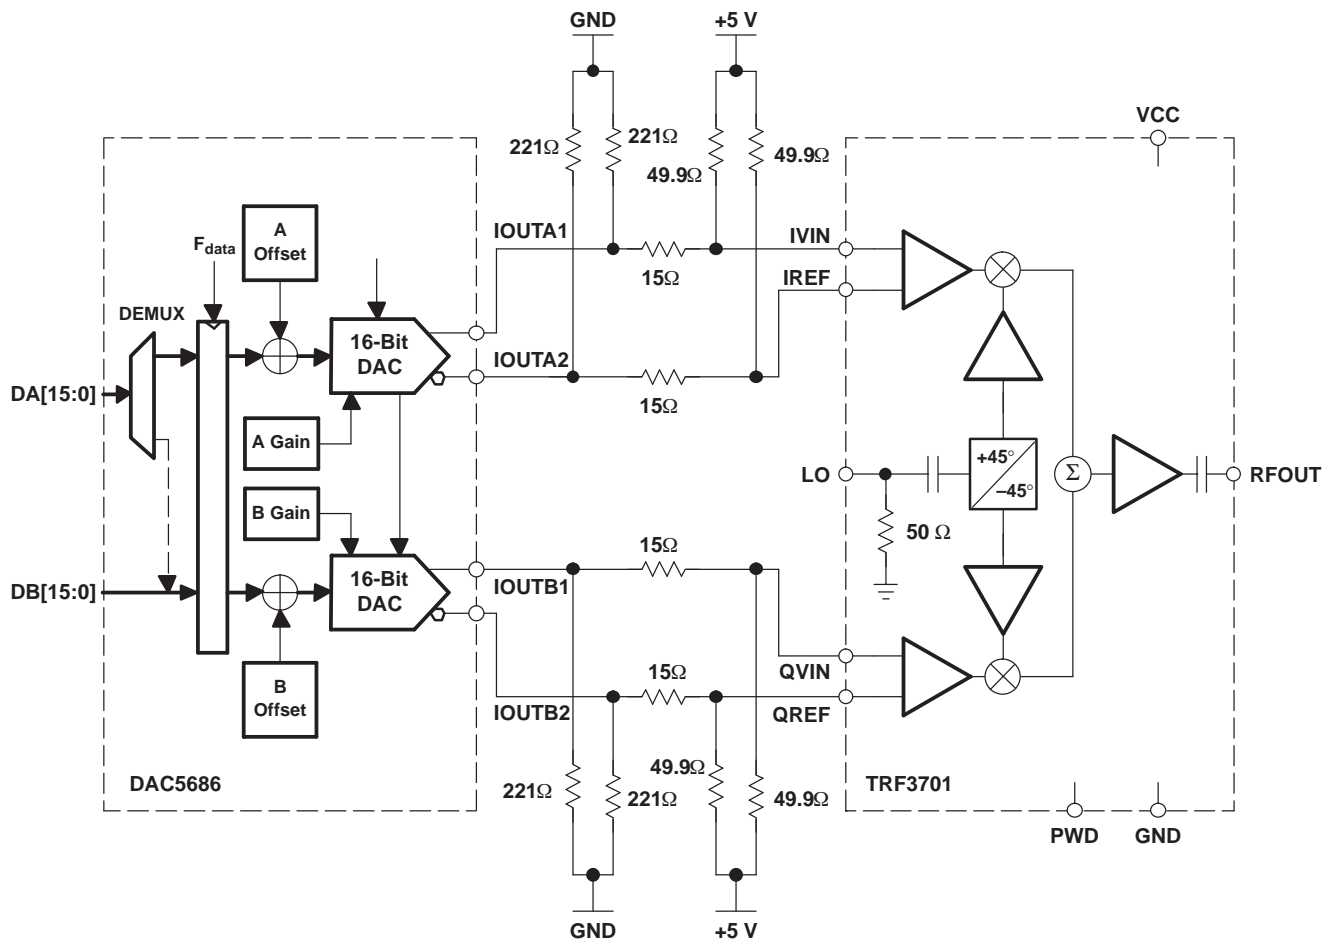 GND
+5 V
VCC
221Ω
221Ω
49.9Ω
49.9Ω
A
Offset
Fdata
IOUTA1
15Ω
IVIN
IREF
DEMUX
16-Bit
DAC
IOUTA2
15Ω
DA[15:0]
A Gain
LO
+45°
–45°
Σ
RFOUT
B Gain
50 Ω
15Ω
DB[15:0]
16-Bit
DAC
IOUTB1
B
Offset
15Ω
QVIN
IOUTB2
QREF
DAC5686
221Ω
221Ω
49.9Ω
49.9Ω
TRF3701
PWD
GND
GND
+5 V